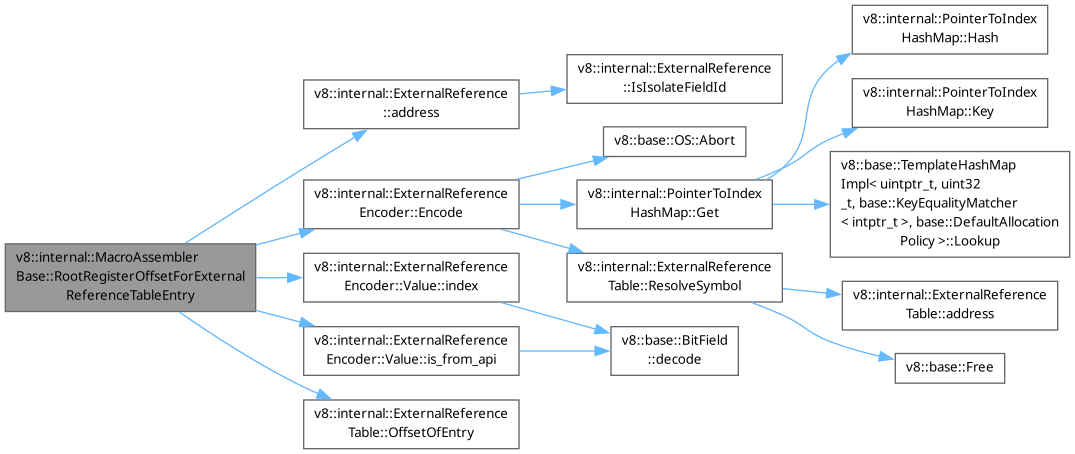 v8::internal::MacroAssembler
Base::RootRegisterOffsetForExternal
ReferenceTableEntry
v8::internal::ExternalReference
::address
v8::internal::ExternalReference
::IsIsolateFieldId
v8::internal::ExternalReference
Encoder::Encode
v8::base::OS::Abort
v8::internal::PointerToIndex
HashMap::Get
v8::internal::PointerToIndex
HashMap::Hash
v8::internal::PointerToIndex
HashMap::Key
v8::base::TemplateHashMap
Impl< uintptr_t, uint32
_t, base::KeyEqualityMatcher
< intptr_t >, base::DefaultAllocation
Policy >::Lookup
v8::internal::ExternalReference
Table::ResolveSymbol
v8::internal::ExternalReference
Table::address
v8::base::Free
v8::internal::ExternalReference
Encoder::Value::index
v8::base::BitField
::decode
v8::internal::ExternalReference
Encoder::Value::is_from_api
v8::internal::ExternalReference
Table::OffsetOfEntry